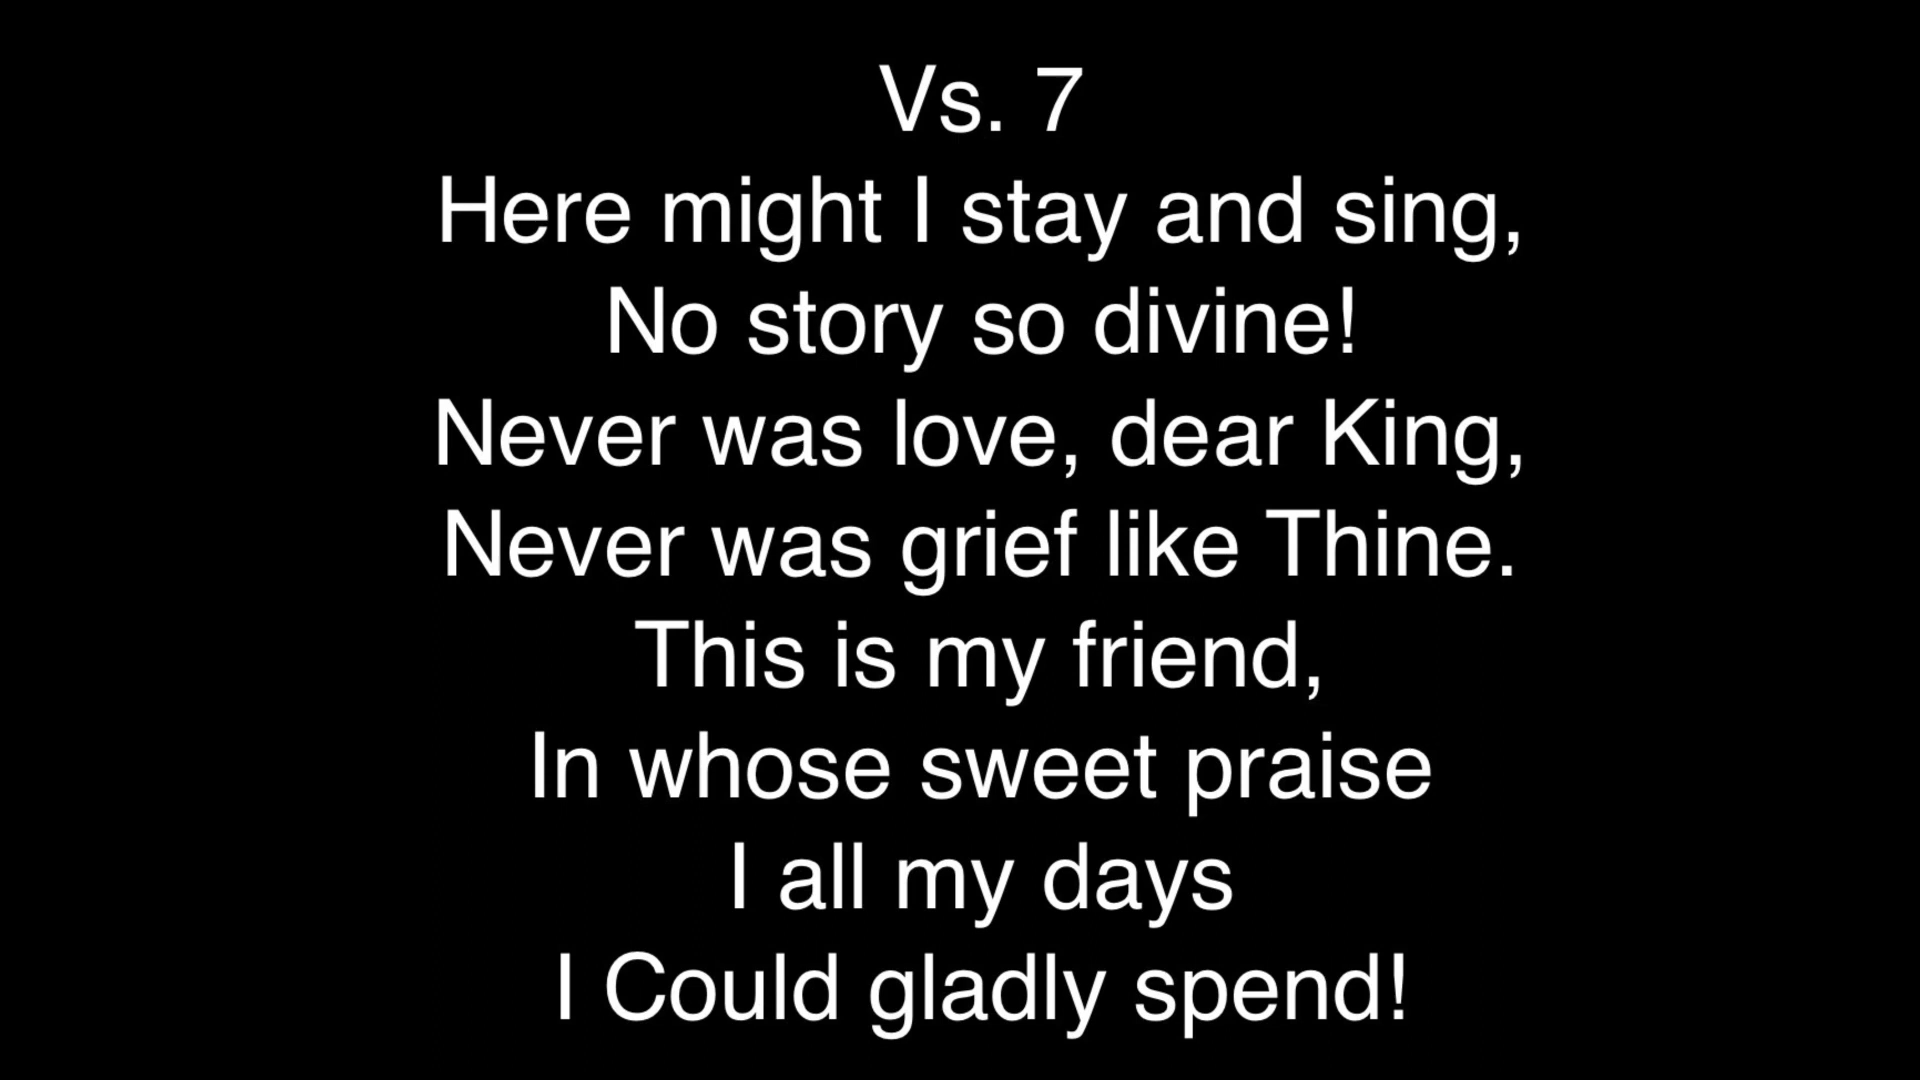 Vs. 7
Here might I stay and sing,
No story so divine!
Never was love, dear King,
Never was grief like Thine.
This is my friend,
In whose sweet praise
I all my days
I Could gladly spend!